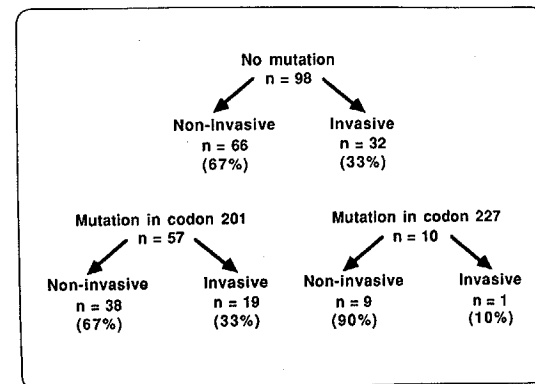 No mutation
n = 98
Non-invasive
n = 66
(67%)
Invasive
n = 32
(33%)
Mutation in codon 201
n = 57
Non-invasive
n = 38
(67%)
Invasive
n = 19
(33%)
Mutation in codon 227
n = 10
Non-invasive
n = 9
(90%)
Invasive
n = 1
(10%)